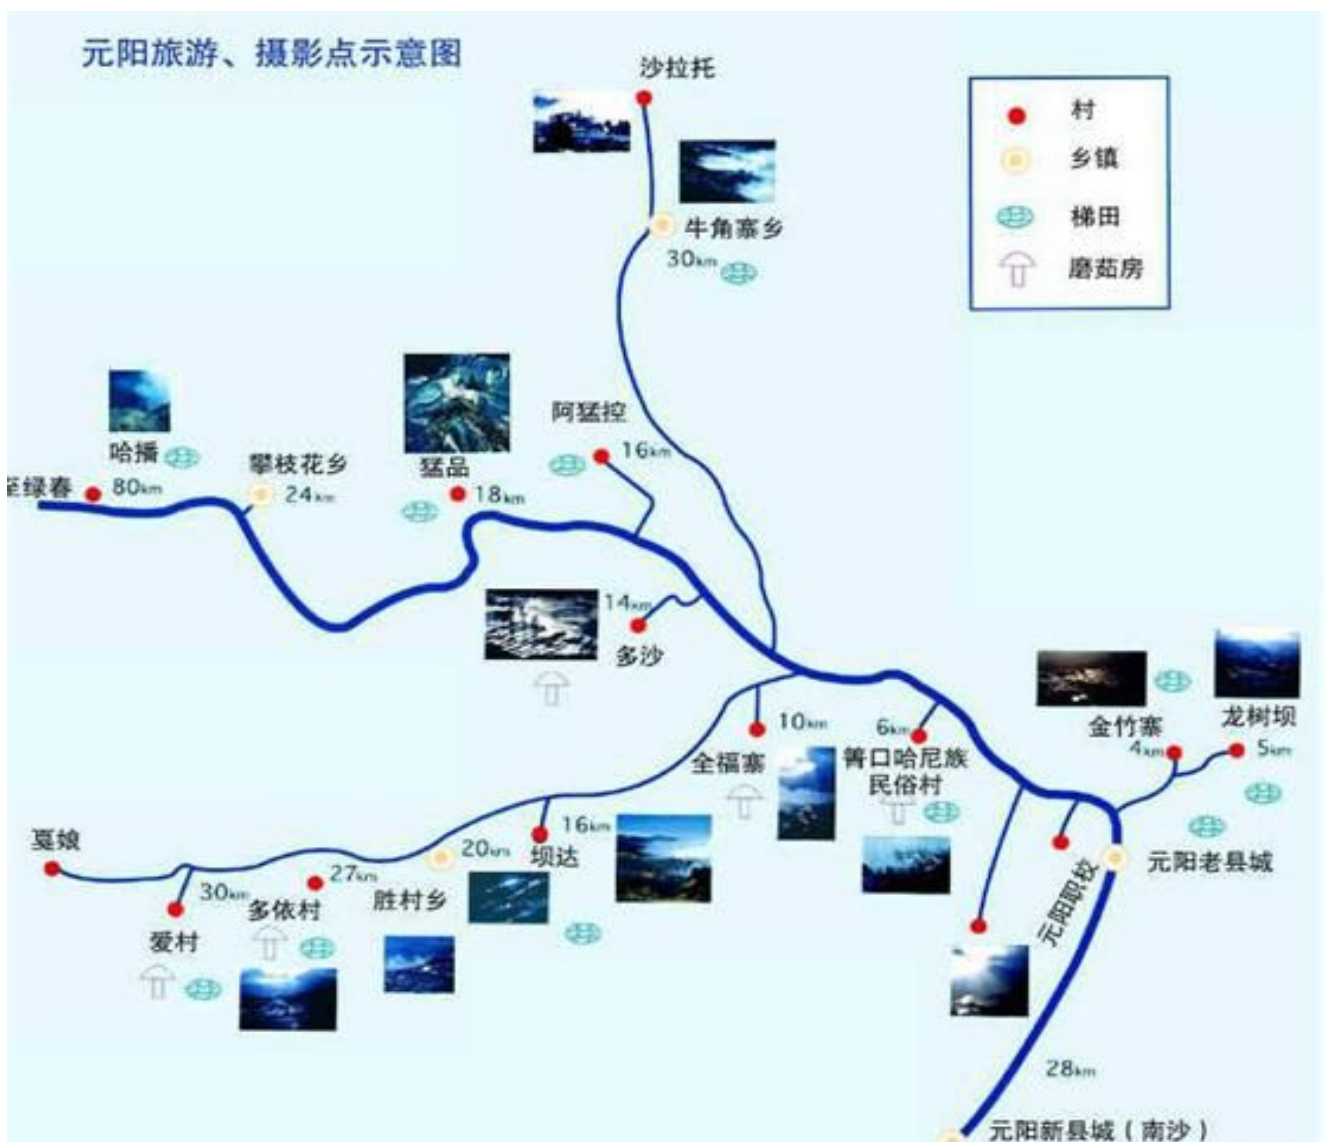 元阳旅游、摄影点示意图
沙拉托
村
乡镇
梯田
磨茹房
牛角寨乡
30km
阿猛控
16km
哈播
攀枝花乡
猛品
至绿春
80km
24km
18km
14km
多沙
金竹寨
龙树坝
4km
5km
10km
6km
全福寨
箐口哈尼族
民俗村
戛娘
16km
坝达
20km
27km
30km
多依村
胜村乡
爱村
元阳职校
元阳老县城
28km
元阳新县城(南沙)